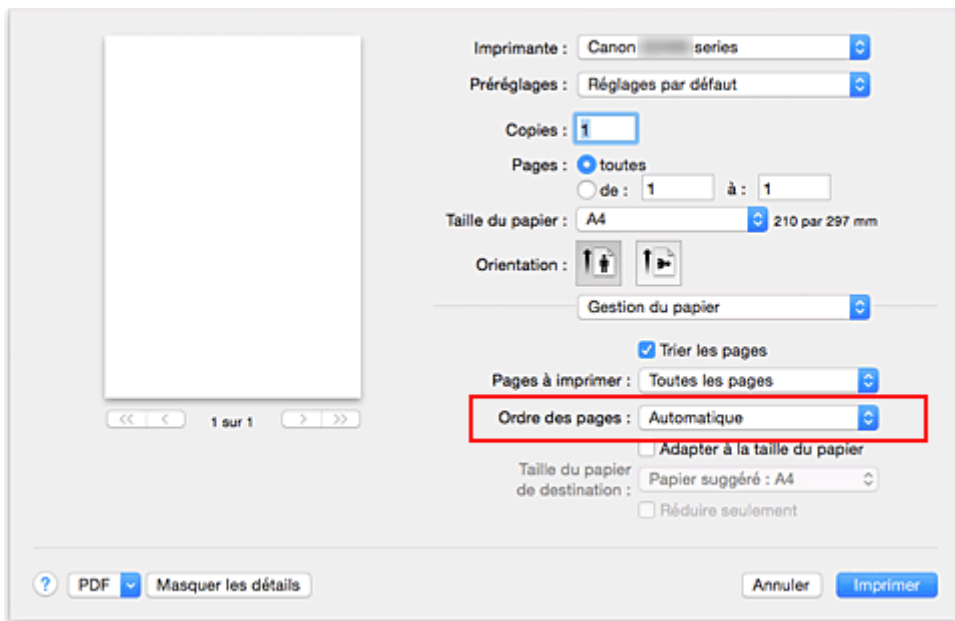 Imprimante : Canon series
Préréglages : Réglages par défaut
Copies : 1
Pages : toutes
de : 1 à : 1
Taille du papier : A4 210 par 297 mm
Orientation :
Gestion du papier
Trier les pages
Pages à imprimer : Toutes les pages
<< < 1 sur 1 > >>
Ordre des pages : Automatique
Adapter à la taille du papier
Taille du papier
de destination : Papier suggéré : A4
Réduire seulement
? PDF Masquer les détails Annuler Imprimer